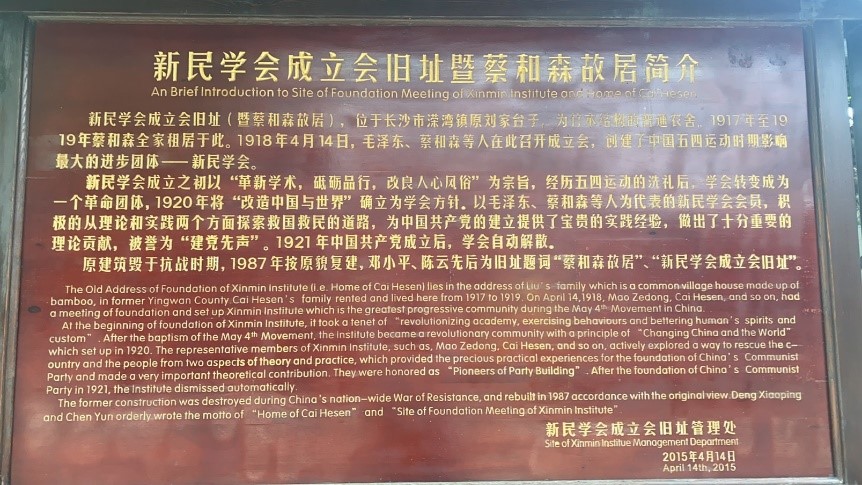 新民学会成立会旧址暨蔡和森故居简介
An Brief Introduction to Site of Foundation Meeting of Xinmin Institute and Home of Cai Hesen
新民学会成立会旧址(暨蔡和森故居),位于长沙市溁湾镇原刘家台子,为 农舍。1917年至19
19年蔡和森全家租居于此。1918年4月14日,毛泽东、蔡和森等人在此召开成立会,创建了中国五四运动时期影响
最大的进步团体——新民学会。
新民学会成立之初以“革新学术,砥砺品行,改良人心风俗”为宗旨,经历五四运动的洗礼后,学会转变成为
一个革命团体,1920年将“改造中国与世界”确立为学会方针。以毛泽东、蔡和森等人为代表的新民学会会员,积
极的从理论和实践两个方面探索救国救民的道路,为中国共产党的建立提供了宝贵的实践经验,做出了十分重要的
理论贡献,被誉为“建党先声”。1921年中国共产党成立后,学会自动解散。
原建筑毁于抗战时期,1987年按原貌复建,邓小平、陈云先后为旧址题词“蔡和森故居”、“新民学会成立会旧址”。
The Old Address of Foundation of Xinmin Institute (i.e. Home of Cai Hesen) lies in the address of Liu's family which is a common village house made up of
bamboo, in former Yingwan County.Cai Hesen's family rented and lived here from 1917 to 1919. On April 14,1918, Mao Zedong, Cai Hesen, and so on, had
a meeting of foundation and set up Xinmin Institute which is the greatest progressive community during the May 4th Movement in China.
At the beginning of foundation of Xinmin Institute, it took a tenet of “revolutionizing academy, exercising behaviours and bettering human's spirits and
custom”. After the baptism of the May 4th Movement, the institute became a revolutionary community with a principle of “Changing China and the World”
which set up in 1920. The representative members of Xinmin Institute, such as, Mao Zedong, Cai Hesen, and so on, actively explored a way to rescue the c-
ountry and the people from two aspects of theory and practice, which provided the precious practical experiences for the foundation of China's Communist
Party and made a very important theoretical contribution. They were honored as “Pioneers of Party Building”. After the foundation of China's Communist
Party in 1921, the Institute dismissed automatically.
The former construction was destroyed during China's nation-wide War of Resistance, and rebuilt in 1987 accordance with the original view.Deng Xiaoping
and Chen Yun orderly wrote the motto of “Home of Cai Hesen” and “Site of Foundation Meeting of Xinmin Institute”
新民学会成立会旧址管理处
Site of Xinmin Institue Management Department
2015年4月14日
April 14th, 2015